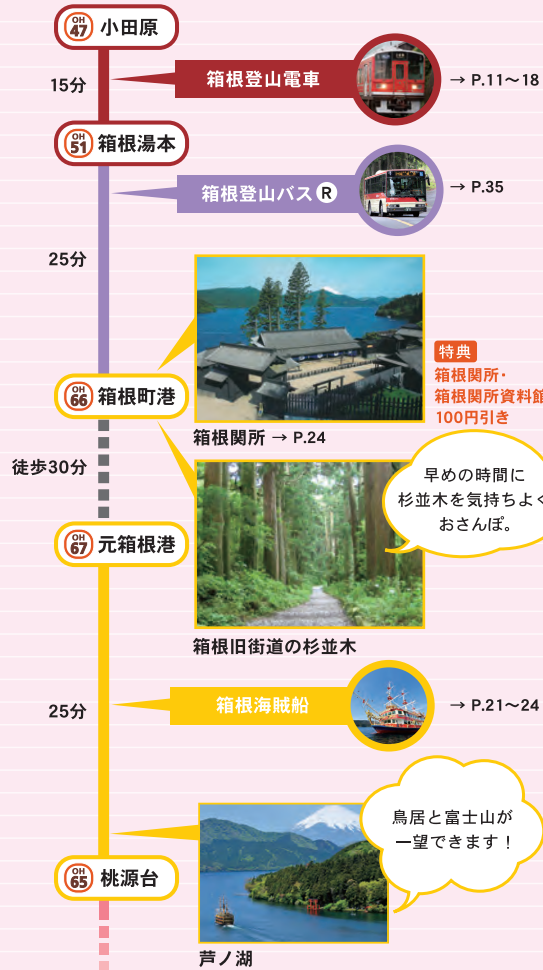 OH
47
小田原
15分
箱根登山電車
→ P.11〜18
OH
51
箱根湯本
箱根登山バス R
→ P.35
25分
特典
箱根関所・
箱根関所資料館
100円引き
OH
66
箱根町港
箱根関所 → P.24
徒歩30分
早めの時間に
杉並木を気持ちよく
おさんぽ。
OH
67
元箱根港
箱根旧街道の杉並木
25分
箱根海賊船
→ P.21〜24
鳥居と富士山が
一望できます！
OH
65
桃源台
芦ノ湖